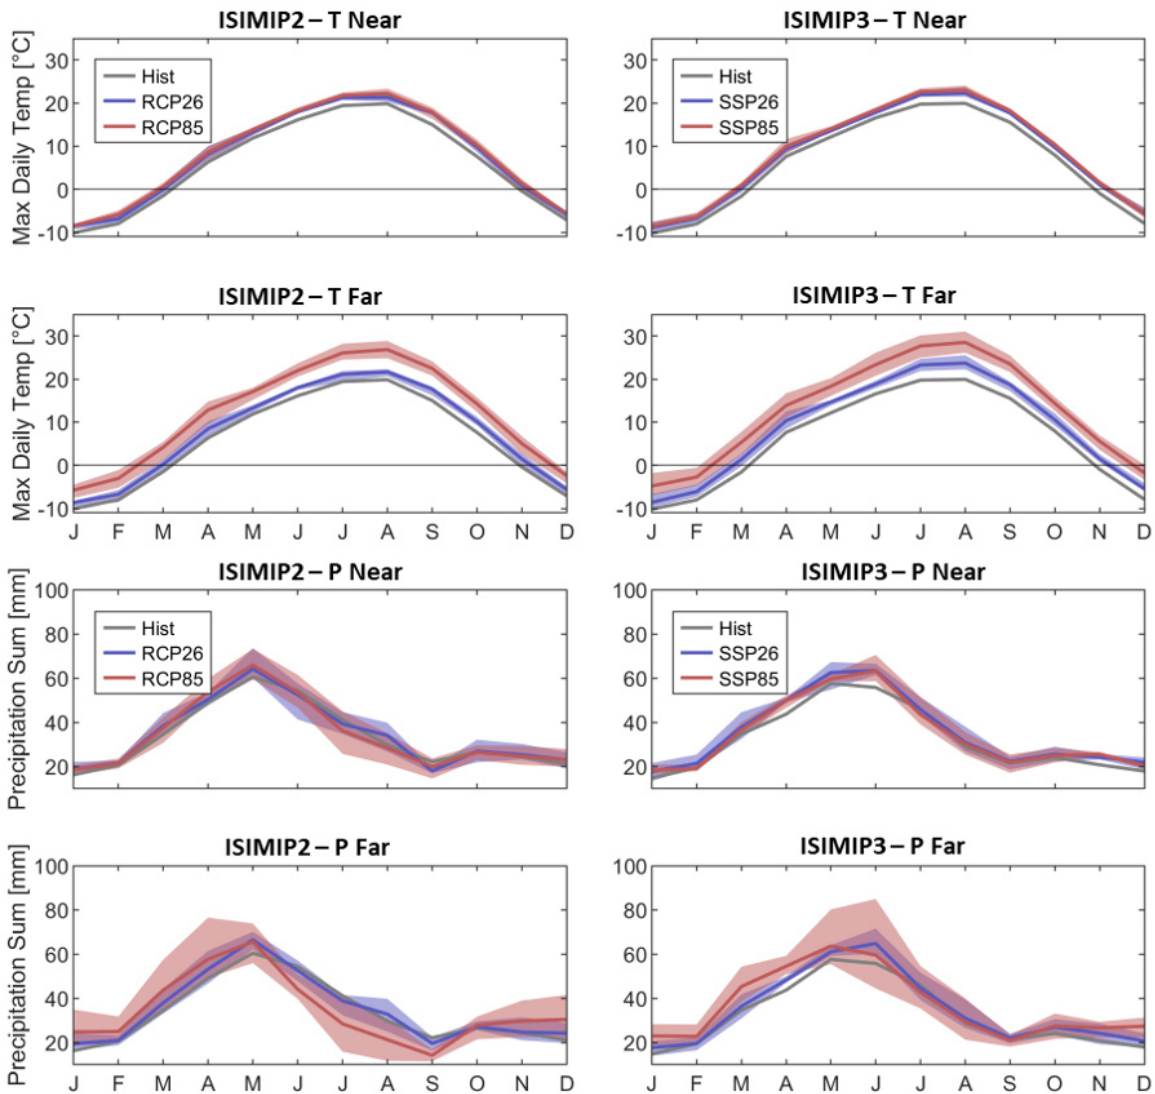 ISIMIP2 – T Near
ISIMIP3 – T Near
Max Daily Temp [°C]
30
20
10
0
-10
Hist
RCP26
RCP85
30
20
10
0
-10
Hist
SSP26
SSP85
ISIMIP2 – T Far
ISIMIP3 – T Far
Max Daily Temp [°C]
30
20
10
0
-10
J F M A M J J A S O N D
30
20
10
0
-10
J F M A M J J A S O N D
ISIMIP2 – P Near
ISIMIP3 – P Near
Precipitation Sum [mm]
100
80
60
40
20
Hist
RCP26
RCP85
100
80
60
40
20
Hist
SSP26
SSP85
ISIMIP2 – P Far
ISIMIP3 – P Far
Precipitation Sum [mm]
100
80
60
40
20
J F M A M J J A S O N D
100
80
60
40
20
J F M A M J J A S O N D